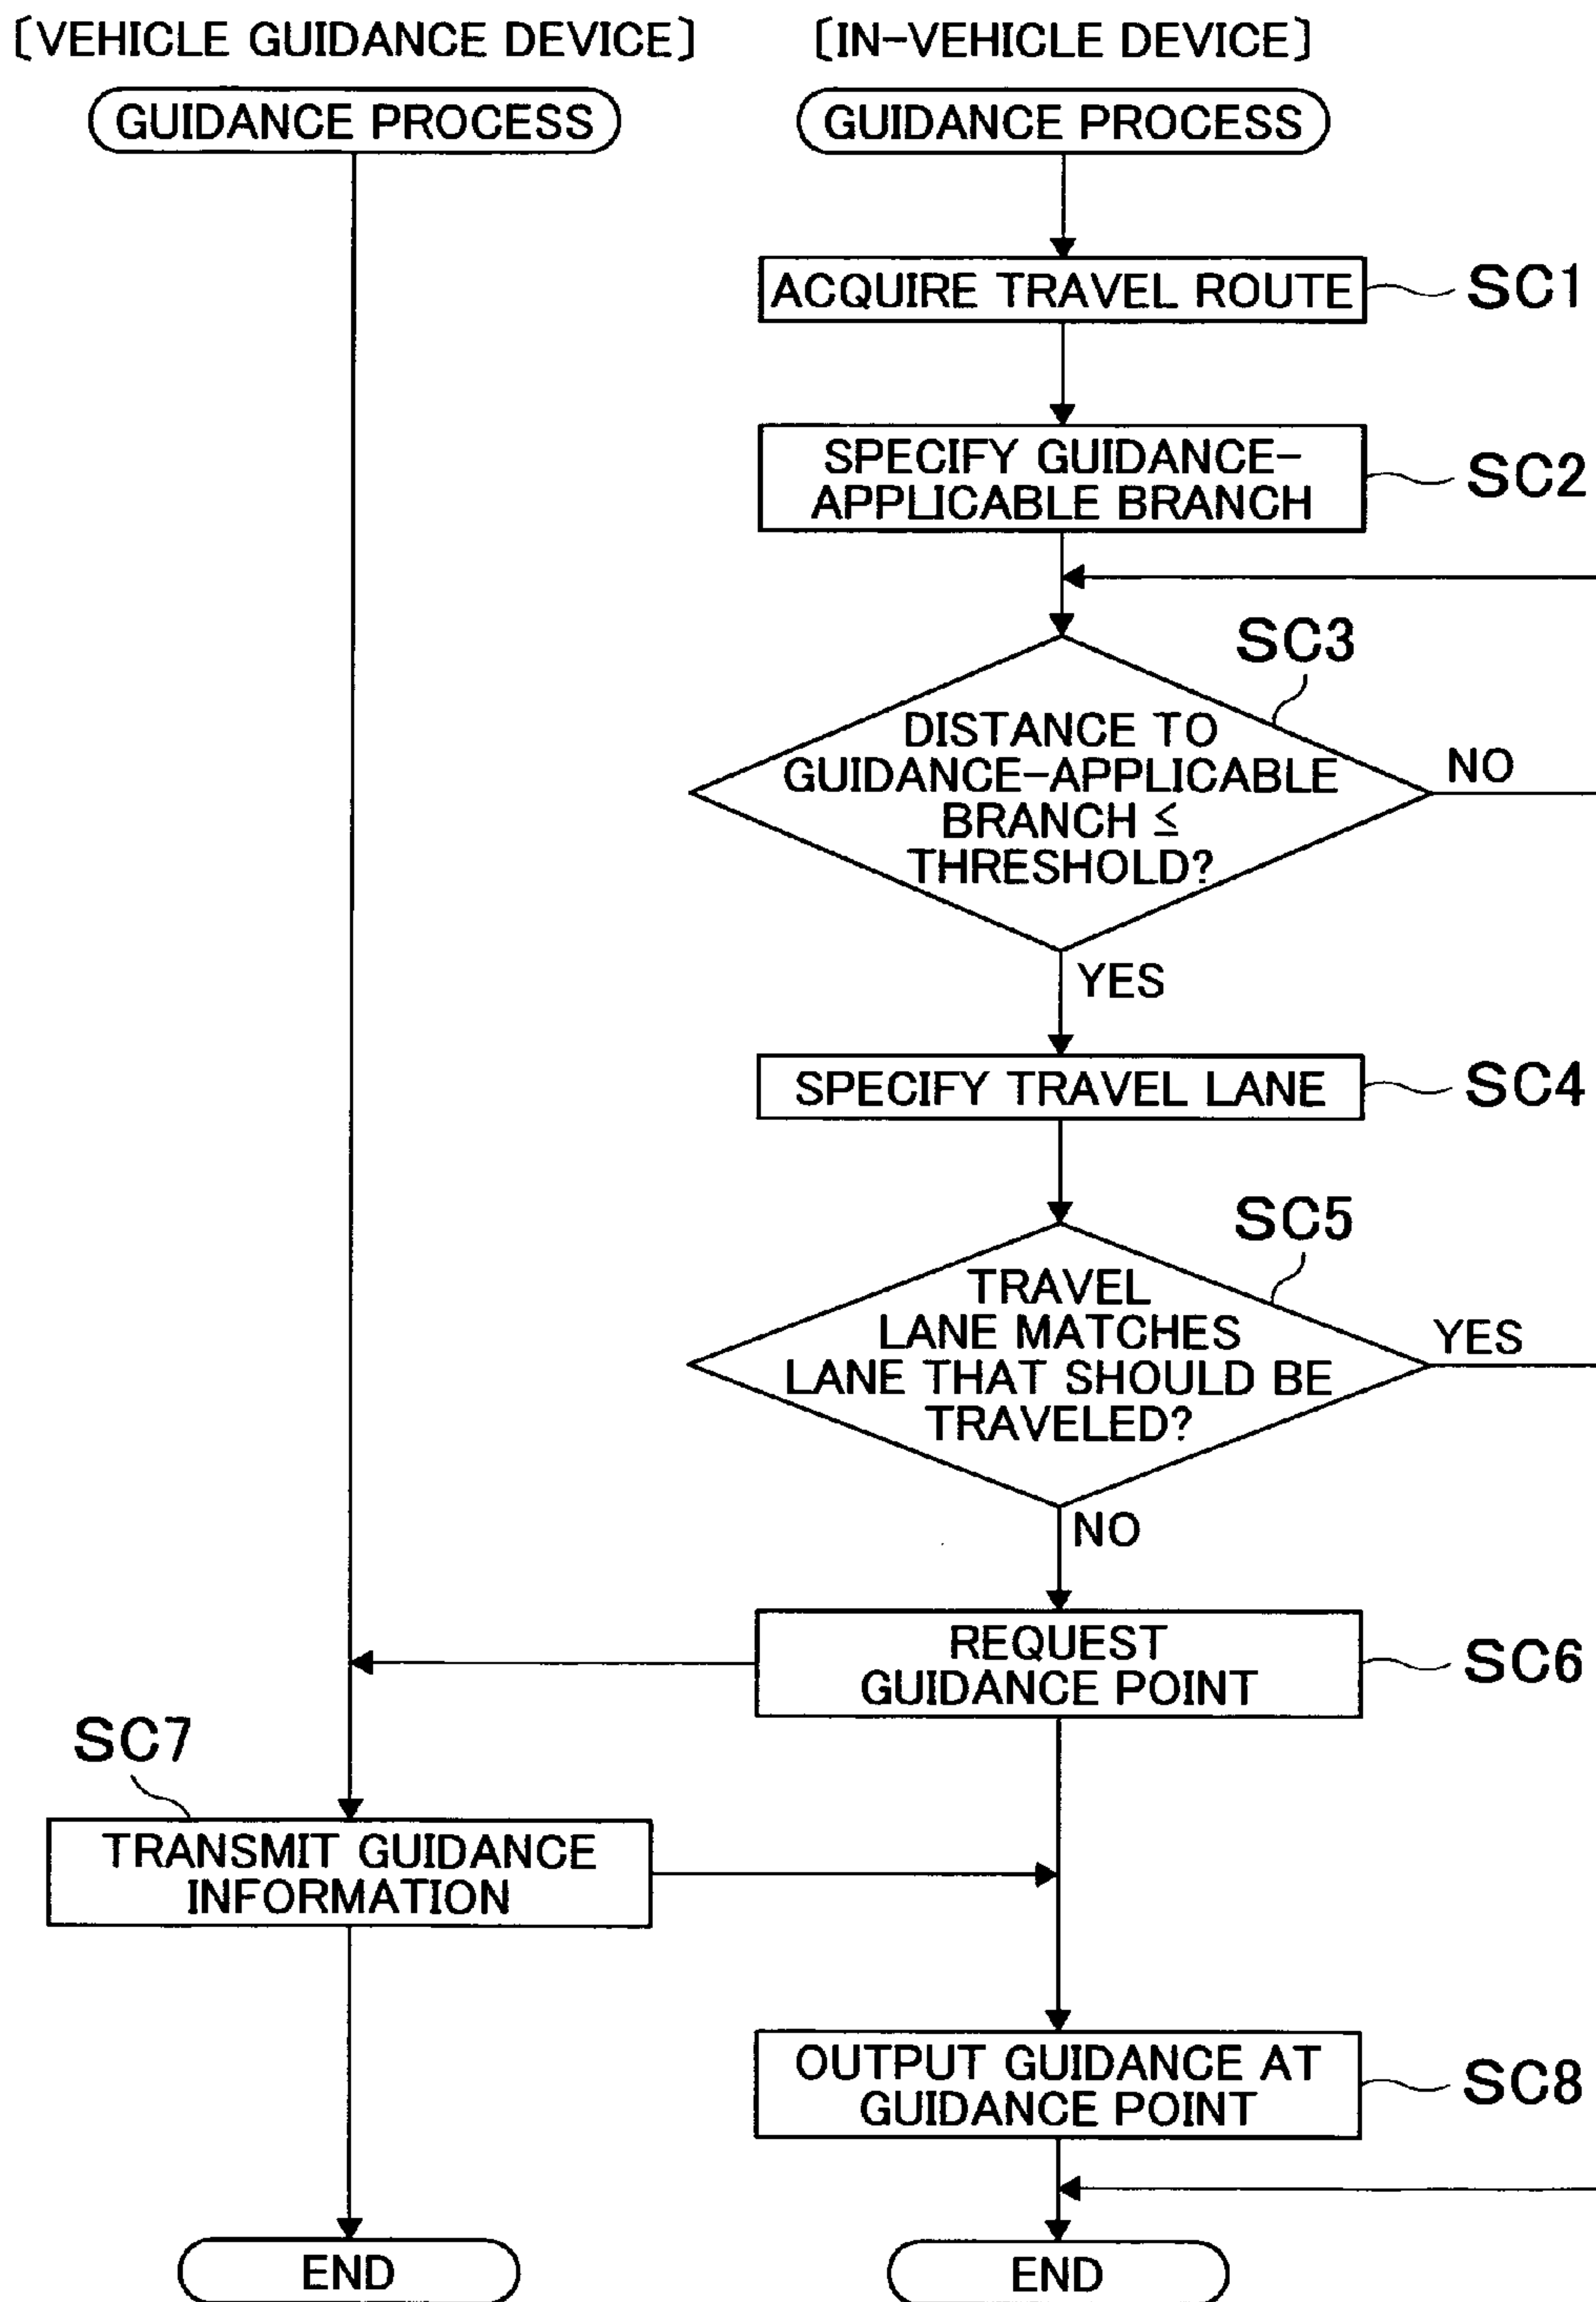 〔VEHICLE GUIDANCE DEVICE〕
〔IN-VEHICLE DEVICE〕
GUIDANCE PROCESS
GUIDANCE PROCESS
ACQUIRE TRAVEL ROUTE
SC1
SPECIFY GUIDANCE-
APPLICABLE BRANCH
SC2
SC3
DISTANCE TO
GUIDANCE-APPLICABLE
BRANCH ≤
THRESHOLD?
NO
YES
SPECIFY TRAVEL LANE
SC4
SC5
TRAVEL
LANE MATCHES
LANE THAT SHOULD BE
TRAVELED?
YES
NO
REQUEST
GUIDANCE POINT
SC6
SC7
TRANSMIT GUIDANCE
INFORMATION
OUTPUT GUIDANCE AT
GUIDANCE POINT
SC8
END
END